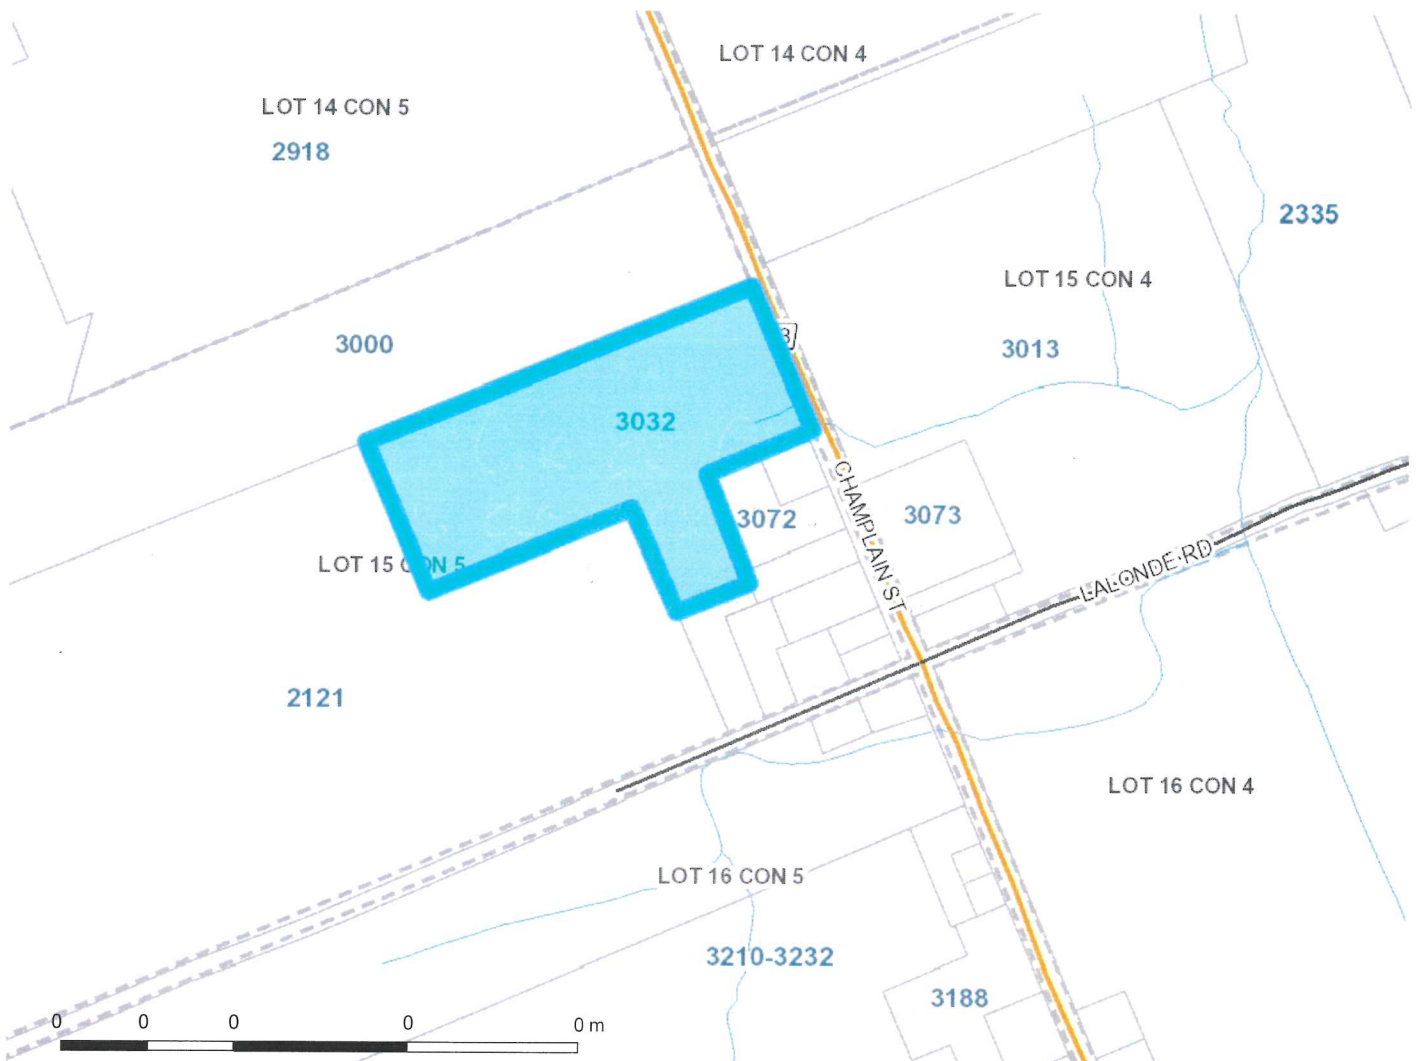 LOT 14 CON 4
LOT 14 CON 5
2918
2335
LOT 15 CON 4
3000
3013
3032
3072
3073
CHAMPLAIN ST
LOT 15 CON 5
LALONDE RD
2121
LOT 16 CON 4
LOT 16 CON 5
3210-3232
3188
0 0 0 0 0 m